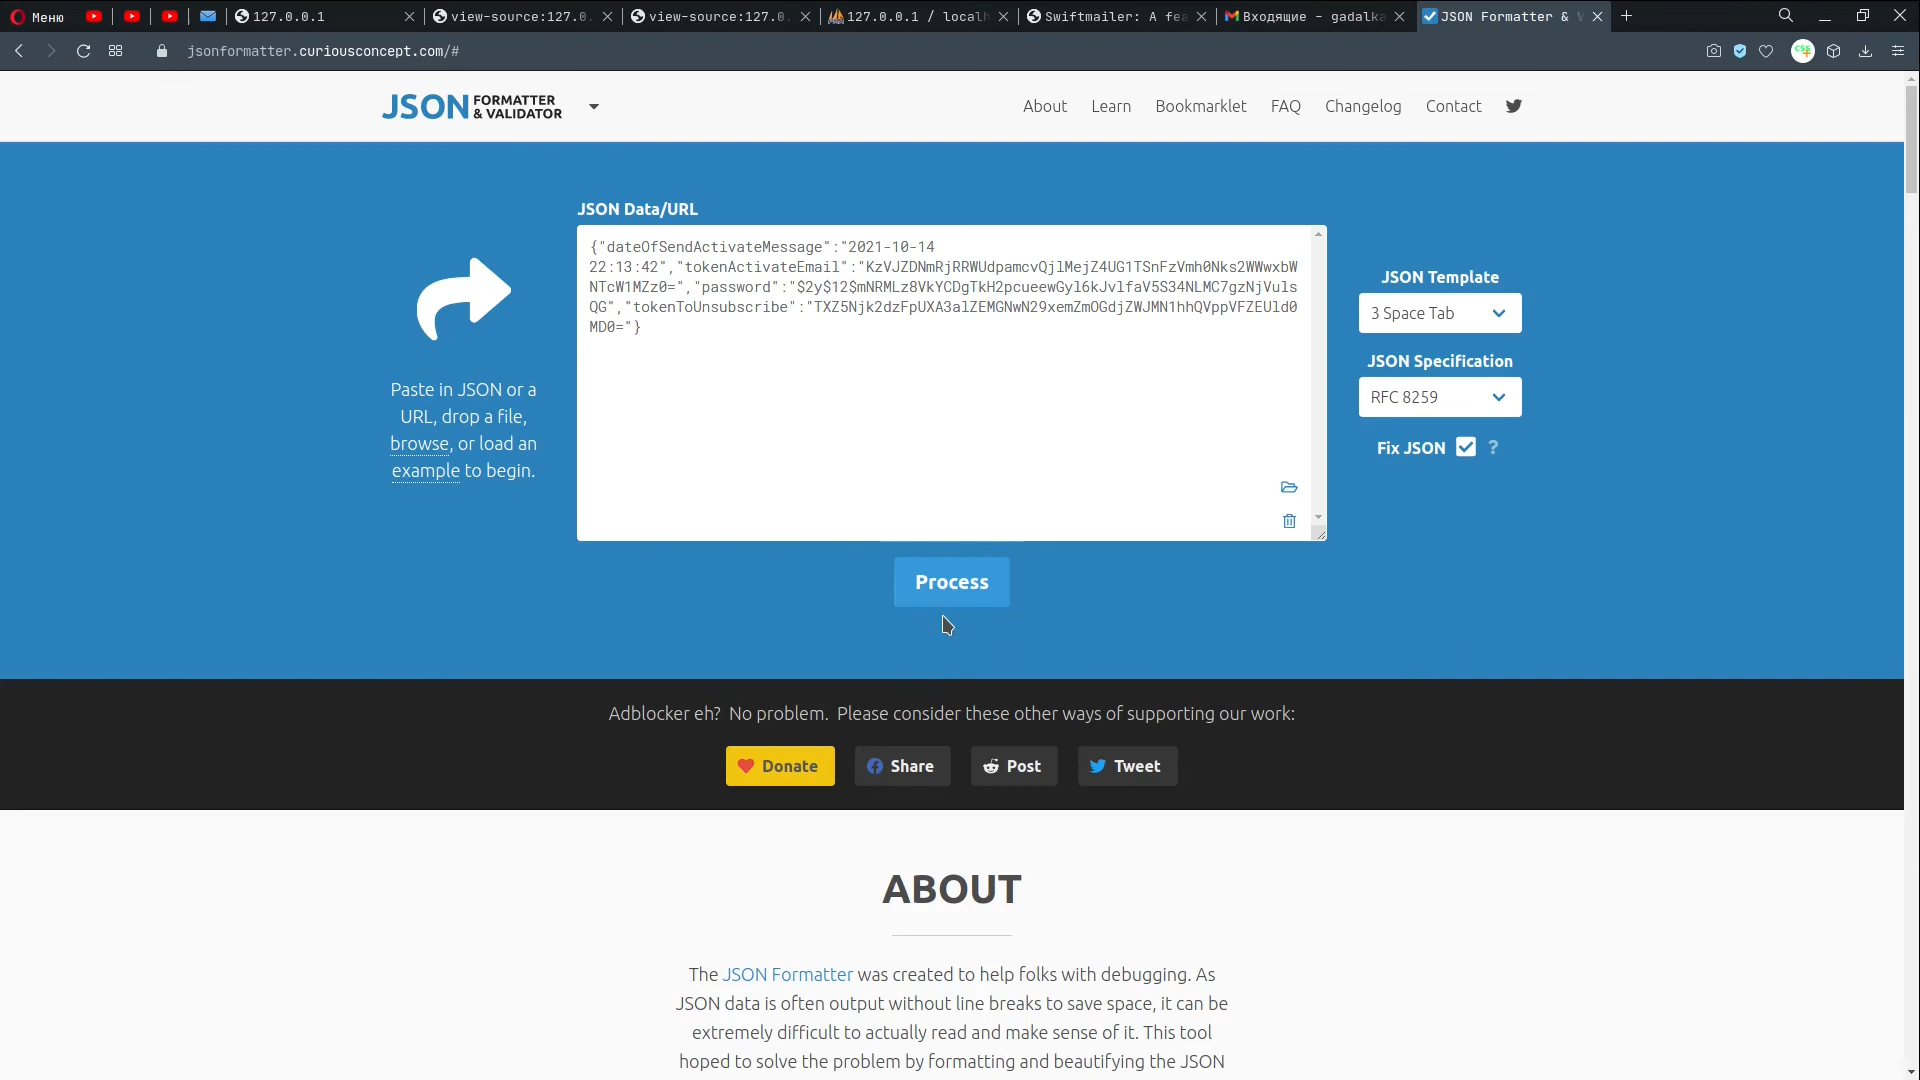 Меню
127.0.0.1
view-source:127.0.
view-source:127.0.
127.0.0.1 / localh
Swiftmailer: A fea
Входящие - gadalka
JSON Formatter & V
jsonformatter.curiousconcept.com/#
JSON FORMATTER & VALIDATOR
About Learn Bookmarklet FAQ Changelog Contact
JSON Data/URL
{"dateOfSendActivateMessage":"2021-10-14
22:13:42","tokenActivateEmail":"KzVJZDNmRjRRWUdpamcvQjlMejZ4UG1TSnFzVmh0Nks2WWwxbW
NTcW1MZz0=","password":"$2y$12$mNRMLz8VkYCDgTkH2pcueewGyl6kJvlfaV5S34NLMC7gzNjVuls
QG","tokenToUnsubscribe":"TXZ5Njk2dzFpUXA3alZEMGNwN29xemZmOGdjZWJMN1hhQVppVFZEUld0
MD0="}
Paste in JSON or a
URL, drop a file,
browse, or load an
example to begin.
JSON Template
3 Space Tab
JSON Specification
RFC 8259
Fix JSON ?
Process
Adblocker eh? No problem. Please consider these other ways of supporting our work:
Donate Share Post Tweet
ABOUT
The JSON Formatter was created to help folks with debugging. As
JSON data is often output without line breaks to save space, it can be
extremely difficult to actually read and make sense of it. This tool
hoped to solve the problem by formatting and beautifying the JSON